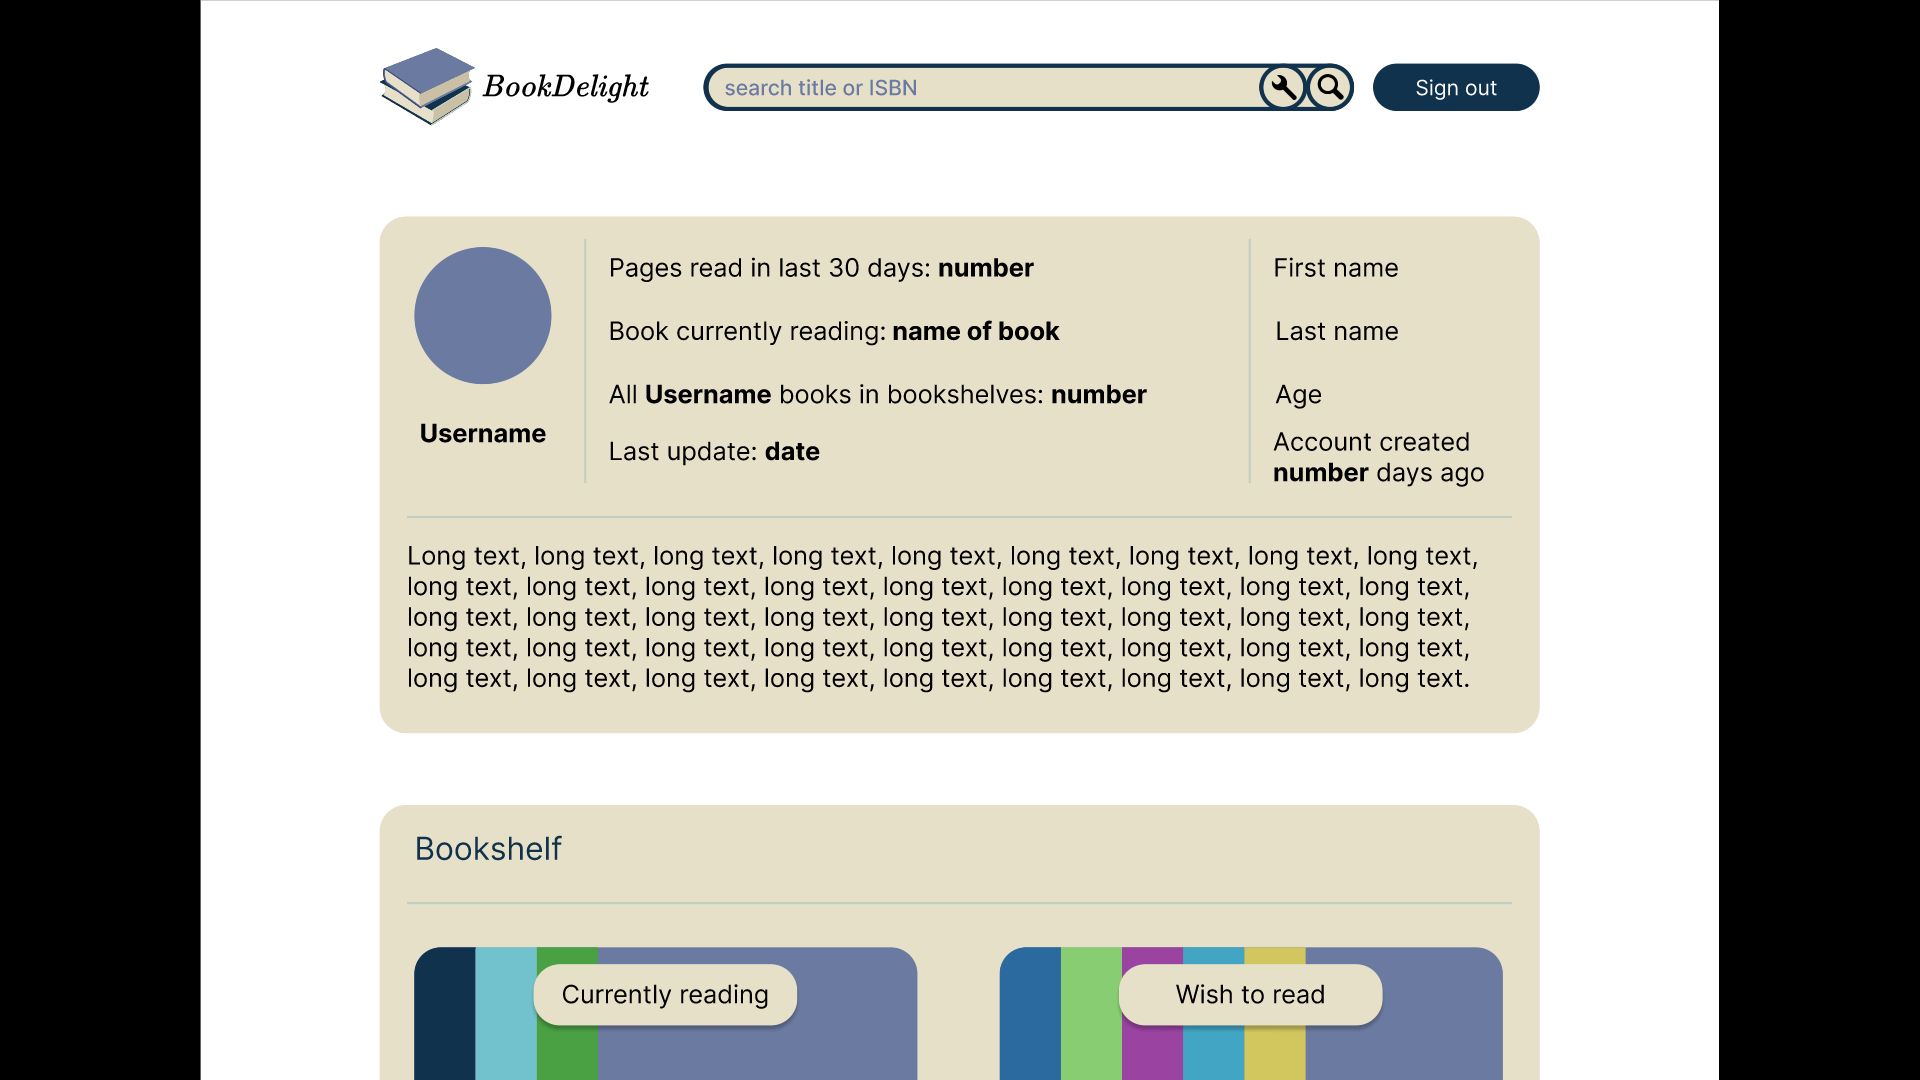 BookDelight
search title or ISBN
Sign out
Username
Pages read in last 30 days: number
Book currently reading: name of book
All Username books in bookshelves: number
Last update: date
First name
Last name
Age
Account created
number days ago
Long text, long text, long text, long text, long text, long text, long text, long text, long text,
long text, long text, long text, long text, long text, long text, long text, long text, long text,
long text, long text, long text, long text, long text, long text, long text, long text, long text,
long text, long text, long text, long text, long text, long text, long text, long text, long text,
long text, long text, long text, long text, long text, long text, long text, long text, long text.
Bookshelf
Currently reading
Wish to read